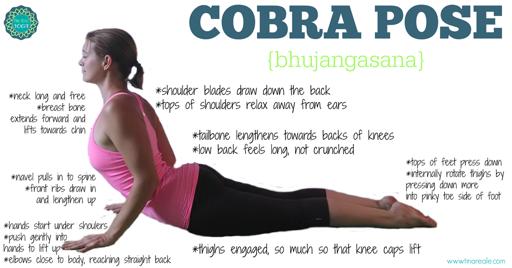 COBRA POSE
{bhujangasana}
*shoulder blades draw down the back
*tops of shoulders relax away from ears
*neck long and free
*breast bone
extends forward and
lifts towards chin
*tailbone lengthens towards backs of knees
*low back feels long, not crunched
*tops of feet press down
*internally rotate thighs by
pressing down more
into pinky toe side of foot
*navel pulls in to spine
*front ribs draw in
and lengthen up
*hands start under shoulers
*push gently into
hands to lift up
*elbows close to body, reaching straight back
*thighs engaged, so much so that knee caps lift
www.tinareale.com
YOGA